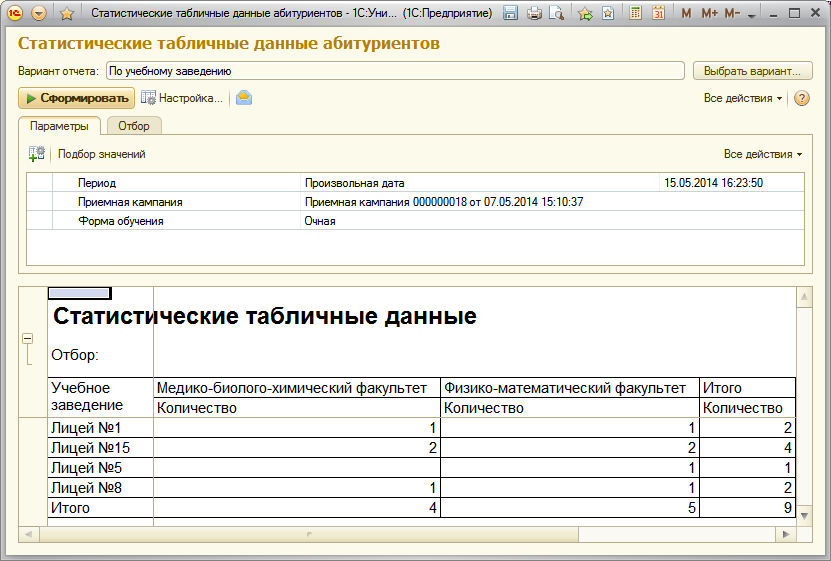 Статистические табличные данные абитуриентов - 1С:Уни... (1С:Предприятие)
M M+ M-
Статистические табличные данные абитуриентов
Вариант отчета: По учебному заведению Выбрать вариант...
Сформировать Настройка... Все действия
Параметры Отбор
Подбор значений Все действия
Период Произвольная дата 15.05.2014 16:23:50
Приемная кампания Приемная кампания 000000018 от 07.05.2014 15:10:37
Форма обучения Очная
Статистические табличные данные
Отбор:
Учебное заведение Медико-биолого-химический факультет Физико-математический факультет Итого
Количество Количество Количество
Лицей №1 1 1 2
Лицей №15 2 2 4
Лицей №5 1 1
Лицей №8 1 1 2
Итого 4 5 9